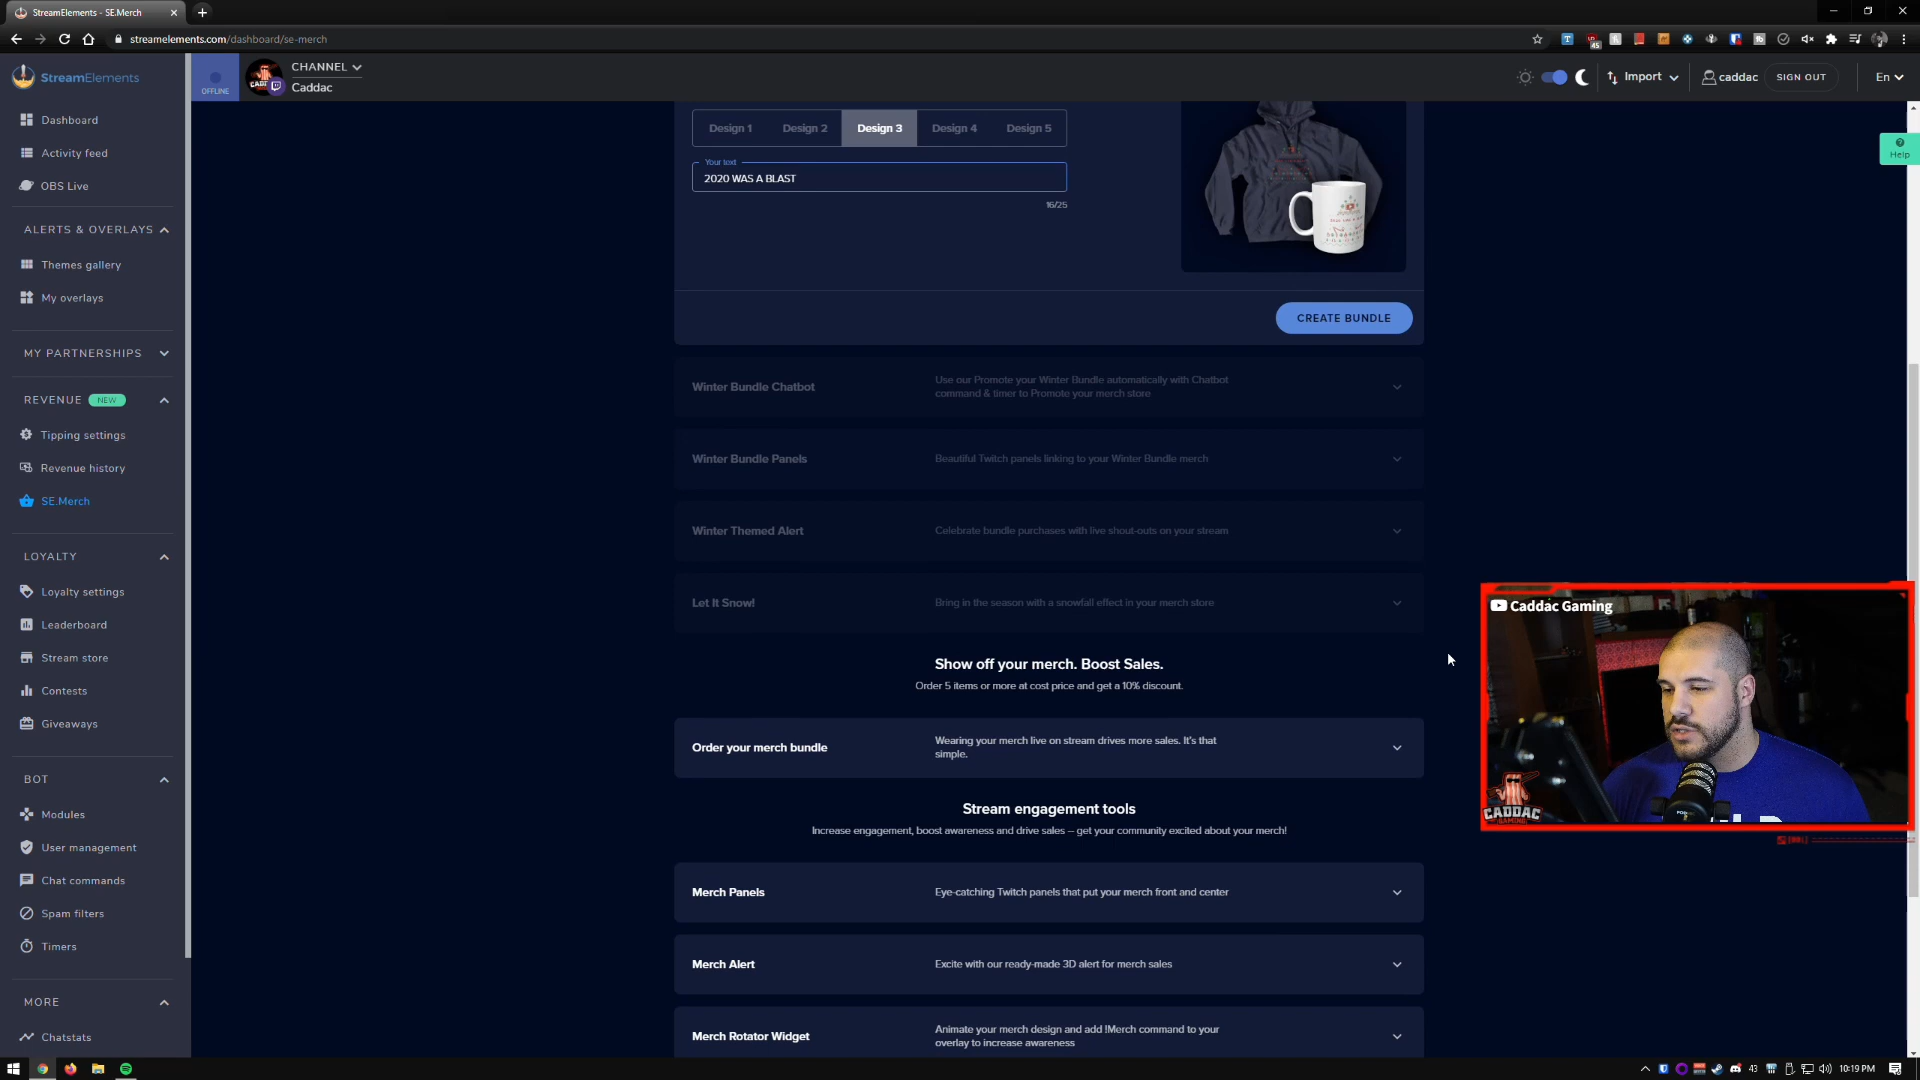 StreamElements - SE.Merch
streamelements.com/dashboard/se-merch
45
StreamElements
OFFLINE
CHANNEL
Caddac
Import
caddac
SIGN OUT
En
Help
Dashboard
Activity feed
OBS Live
ALERTS & OVERLAYS
Themes gallery
My overlays
MY PARTNERSHIPS
REVENUE NEW
Tipping settings
Revenue history
SE.Merch
LOYALTY
Loyalty settings
Leaderboard
Stream store
Contests
Giveaways
BOT
Modules
User management
Chat commands
Spam filters
Timers
MORE
Chatstats
Design 1
Design 2
Design 3
Design 4
Design 5
Your text
2020 WAS A BLAST
16/25
CREATE BUNDLE
Winter Bundle Chatbot
Use our Promote your Winter Bundle automatically with Chatbot
command & timer to Promote your merch store
Winter Bundle Panels
Beautiful Twitch panels linking to your Winter Bundle merch
Winter Themed Alert
Celebrate bundle purchases with live shout-outs on your stream
Let It Snow!
Bring in the season with a snowfall effect in your merch store
Show off your merch. Boost Sales.
Order 5 items or more at cost price and get a 10% discount.
Order your merch bundle
Wearing your merch live on stream drives more sales. It's that
simple.
Stream engagement tools
Increase engagement, boost awareness and drive sales – get your community excited about your merch!
Merch Panels
Eye-catching Twitch panels that put your merch front and center
Merch Alert
Excite with our ready-made 3D alert for merch sales
Merch Rotator Widget
Animate your merch design and add !Merch command to your
overlay to increase awareness
Caddac Gaming
CADDAC
GAMING
43
10:19 PM